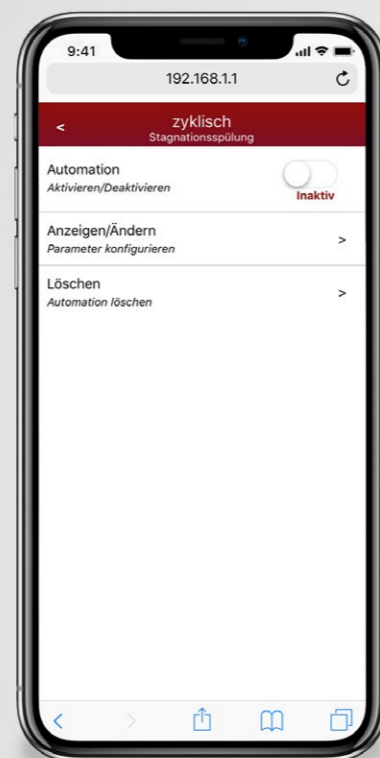 9:41
192.168.1.1
<
zyklisch
Stagnationsspülung
Automation
Aktivieren/Deaktivieren
Inaktiv
Anzeigen/Ändern
Parameter konfigurieren
>
Löschen
Automation löschen
>